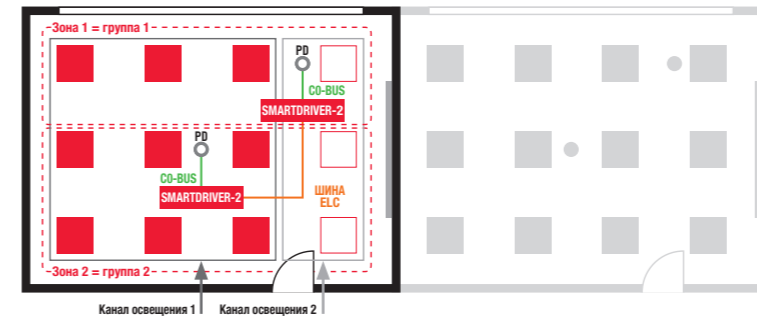 Зона 1 = группа 1
PD
CO-BUS
SMARTDRIVER-2
PD
CO-BUS
SMARTDRIVER-2
ШИНА
ELC
Зона 2 = группа 2
Канал освещения 1
Канал освещения 2